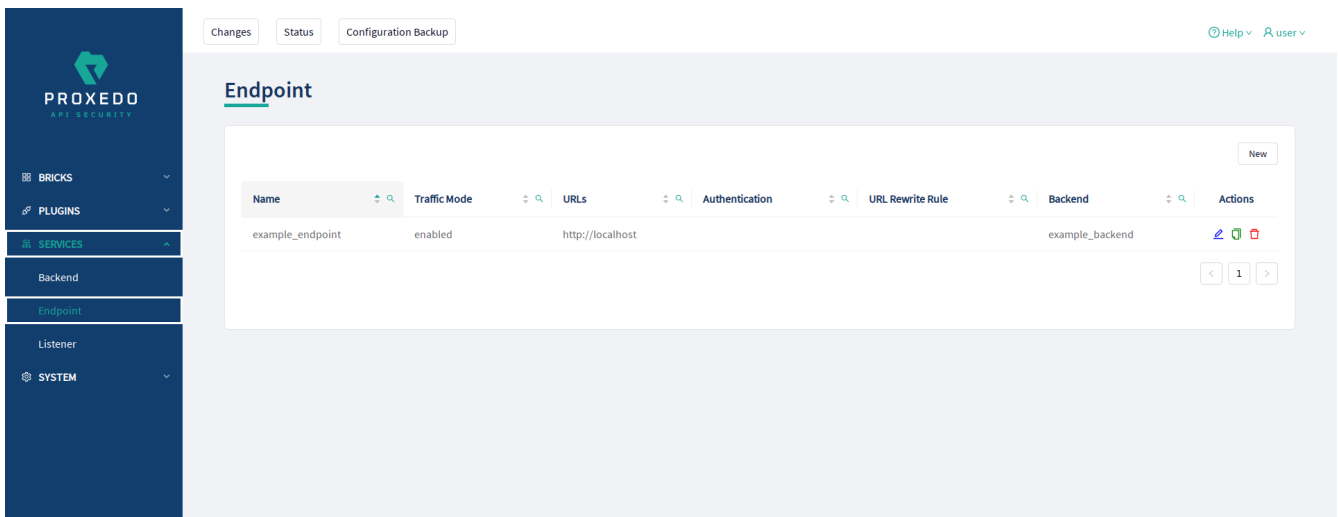 Changes Status Configuration Backup Help user
PROXEDO
API SECURITY
Endpoint
New
BRICKS
PLUGINS
SERVICES
Backend
Endpoint
Listener
SYSTEM
Name Traffic Mode URLs Authentication URL Rewrite Rule Backend Actions
example_endpoint enabled http://localhost example_backend
< 1 >